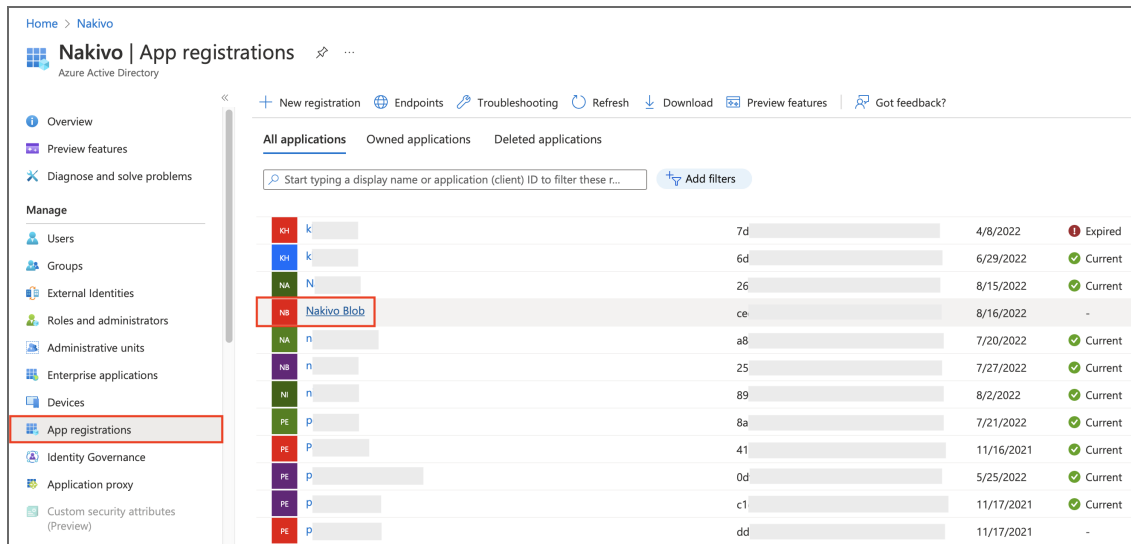 Home > Nakivo
Nakivo | App registrations
Azure Active Directory
New registration Endpoints Troubleshooting Refresh Download Preview features Got feedback?
Overview
Preview features
Diagnose and solve problems
Manage
Users
Groups
External Identities
Roles and administrators
Administrative units
Enterprise applications
Devices
App registrations
Identity Governance
Application proxy
Custom security attributes
(Preview)
All applications Owned applications Deleted applications
Start typing a display name or application (client) ID to filter these r... Add filters
KH k 7d 4/8/2022 Expired
KH k 6d 6/29/2022 Current
NA N 26 8/15/2022 Current
NB Nakivo Blob ce 8/16/2022 -
NA n a8 7/20/2022 Current
NB n 25 7/27/2022 Current
NI n 89 8/2/2022 Current
PE p 8a 7/21/2022 Current
PE P 41 11/16/2021 Current
PE p 0d 5/25/2022 Current
PE p c1 11/17/2021 Current
PE p dd 11/17/2021 -